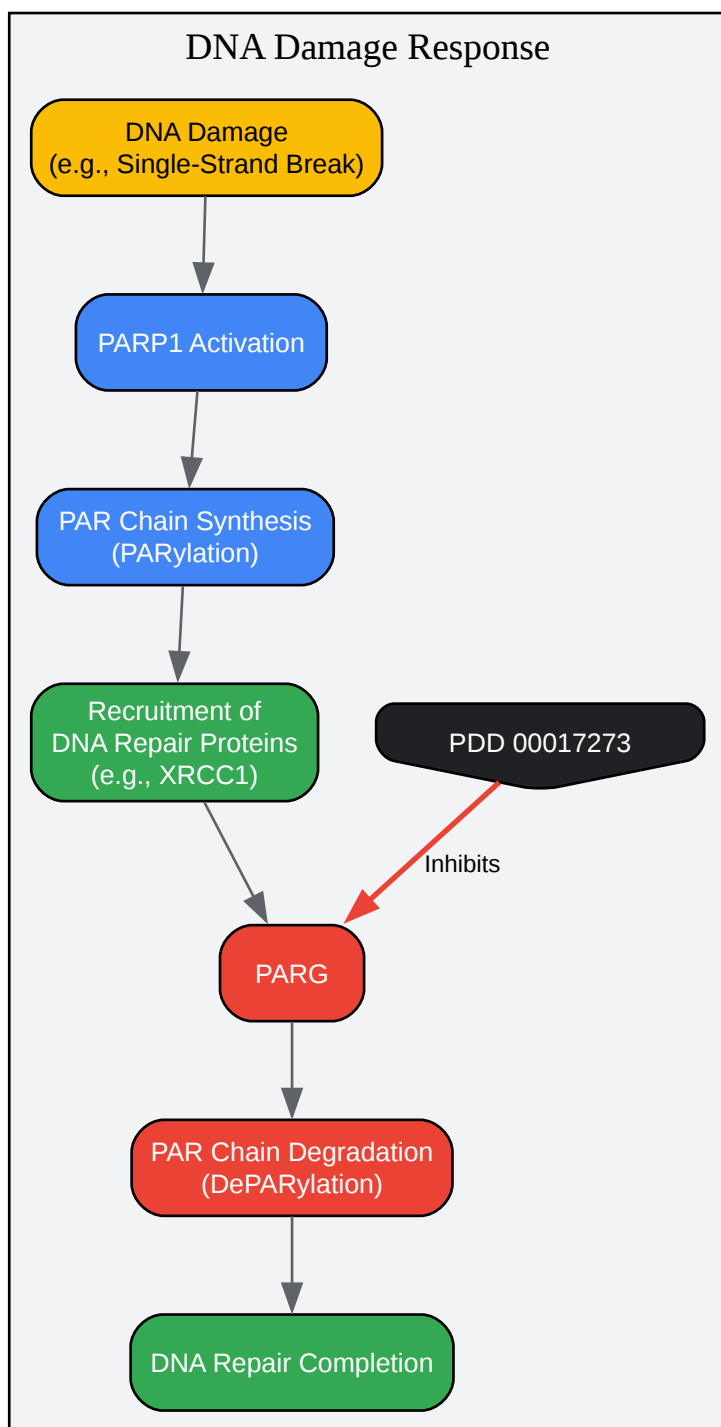 DNA Damage Response
DNA Damage
(e.g., Single-Strand Break)
PARP1 Activation
PAR Chain Synthesis
(PARylation)
Recruitment of
DNA Repair Proteins
(e.g., XRCC1)
PDD 00017273
Inhibits
PARG
PAR Chain Degradation
(DePARylation)
DNA Repair Completion